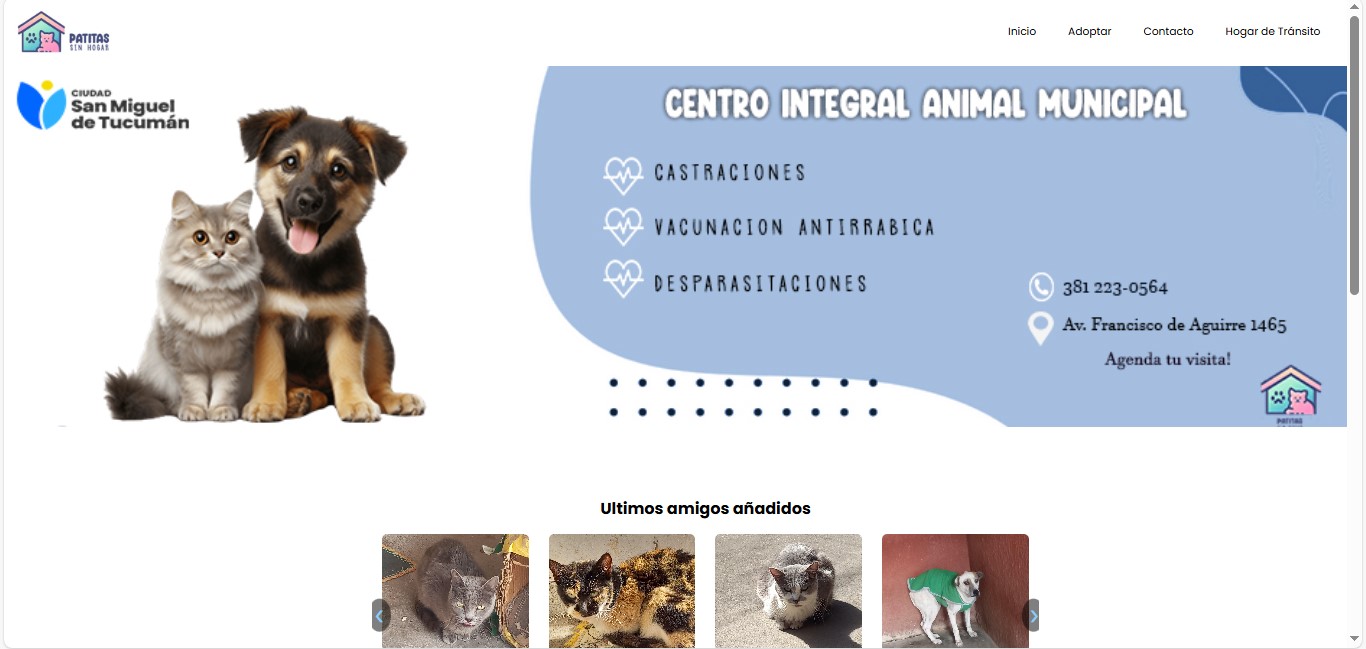 PATITAS
SIN HOGAR
Inicio
Adoptar
Contacto
Hogar de Tránsito
CIUDAD
San Miguel
de Tucumán
CENTRO INTEGRAL ANIMAL MUNICIPAL
CASTRACIONES
VACUNACION ANTIRRABICA
DESPARASITACIONES
381 223-0564
Av. Francisco de Aguirre 1465
Agenda tu visita!
PATITAS
Ultimos amigos añadidos